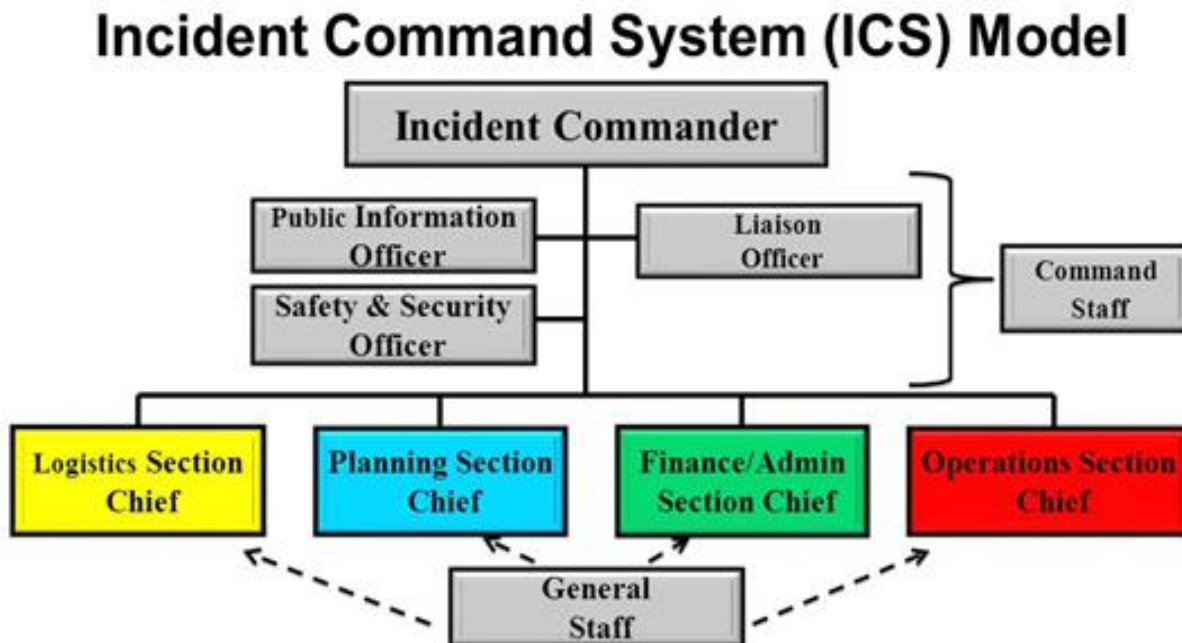 Incident Command System (ICS) Model
Incident Commander
Public Information
Officer
Liaison
Officer
Safety & Security
Officer
Command
Staff
Logistics Section
Chief
Planning Section
Chief
Finance/Admin
Section Chief
Operations Section
Chief
General
Staff